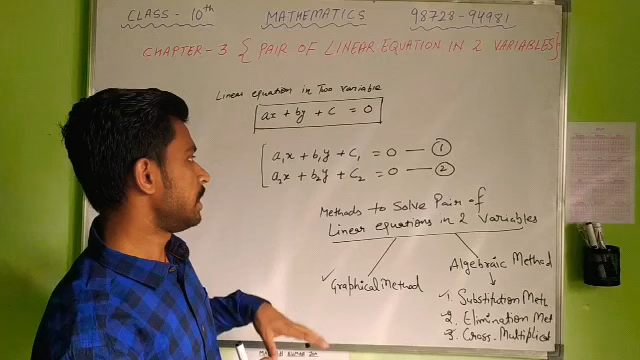 CLASS - 10th MATHEMATICS 98728-94981
CHAPTER-3 { PAIR OF LINEAR EQUATION IN 2 VARIABLES}
Linear equation in Two variable
ax + by + c = 0
a₁x + b₁y + C₁ = 0 — ①
a₂x + b₂y + C₂ = 0 — ②
Methods to Solve Pair of
Linear equations in 2 Variables
Graphical Method
Algebraic Method
1. Substitution Met
2. Elimination Met
3. Cross. Multiplicat
KUMAR